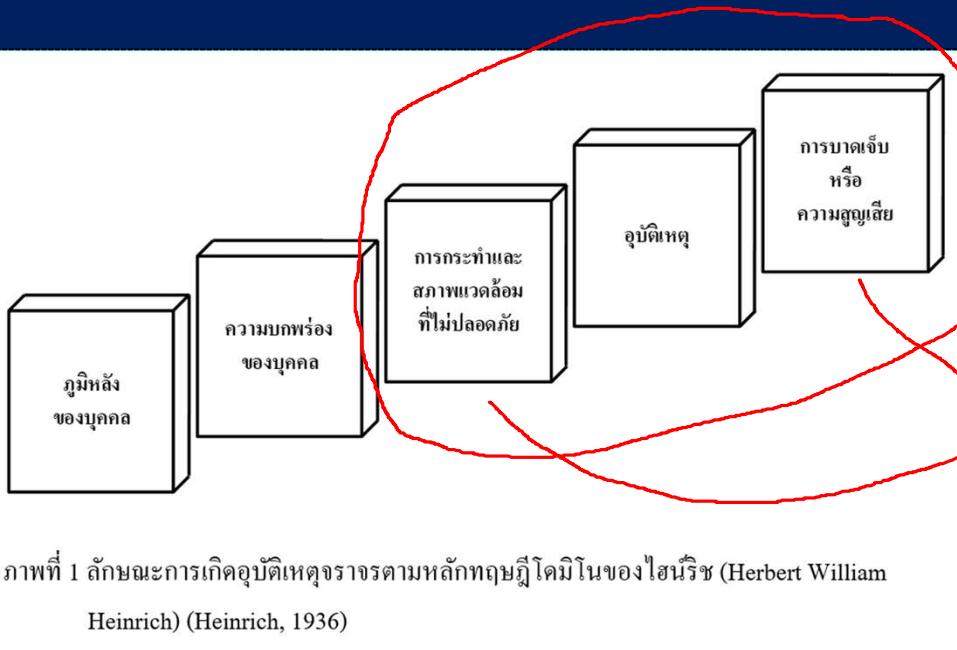 ภูมิหลัง
ของบุคคล
ความบกพร่อง
ของบุคคล
การกระทำและ
สภาพแวดล้อม
ที่ไม่ปลอดภัย
อุบัติเหตุ
การบาดเจ็บ
หรือ
ความสูญเสีย
ภาพที่ 1 ลักษณะการเกิดอุบัติเหตุจราจรตามหลักทฤษฎีโดมิโนของไฮน์ริช (Herbert William
Heinrich) (Heinrich, 1936)